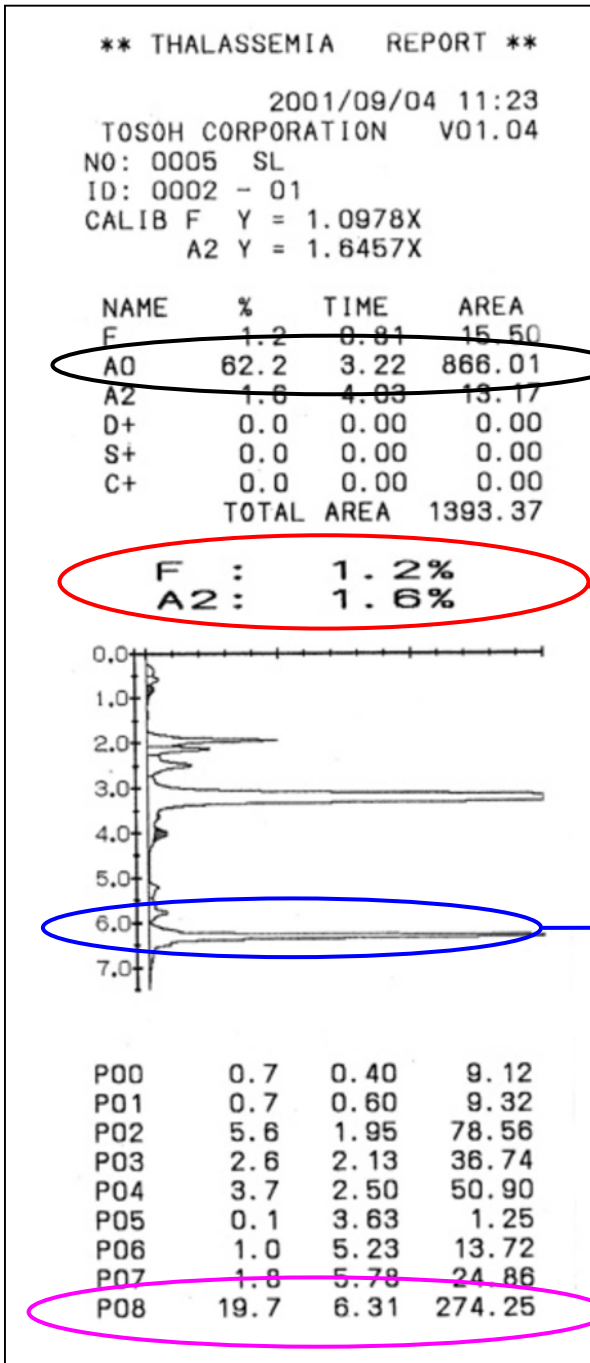 ** THALASSEMIA REPORT **
2001/09/04 11:23
TOSOH CORPORATION V01.04
NO: 0005 SL
ID: 0002 - 01
CALIB F Y = 1.0978X
A2 Y = 1.6457X
NAME % TIME AREA
F 1.2 0.81 15.50
A0 62.2 3.22 866.01
A2 1.6 4.03 13.17
D+ 0.0 0.00 0.00
S+ 0.0 0.00 0.00
C+ 0.0 0.00 0.00
TOTAL AREA 1393.37
F : 1.2%
A2: 1.6%
0.0
1.0
2.0
3.0
4.0
5.0
6.0
7.0
P00 0.7 0.40 9.12
P01 0.7 0.60 9.32
P02 5.6 1.95 78.56
P03 2.6 2.13 36.74
P04 3.7 2.50 50.90
P05 0.1 3.63 1.25
P06 1.0 5.23 13.72
P07 1.8 5.78 24.86
P08 19.7 6.31 274.25